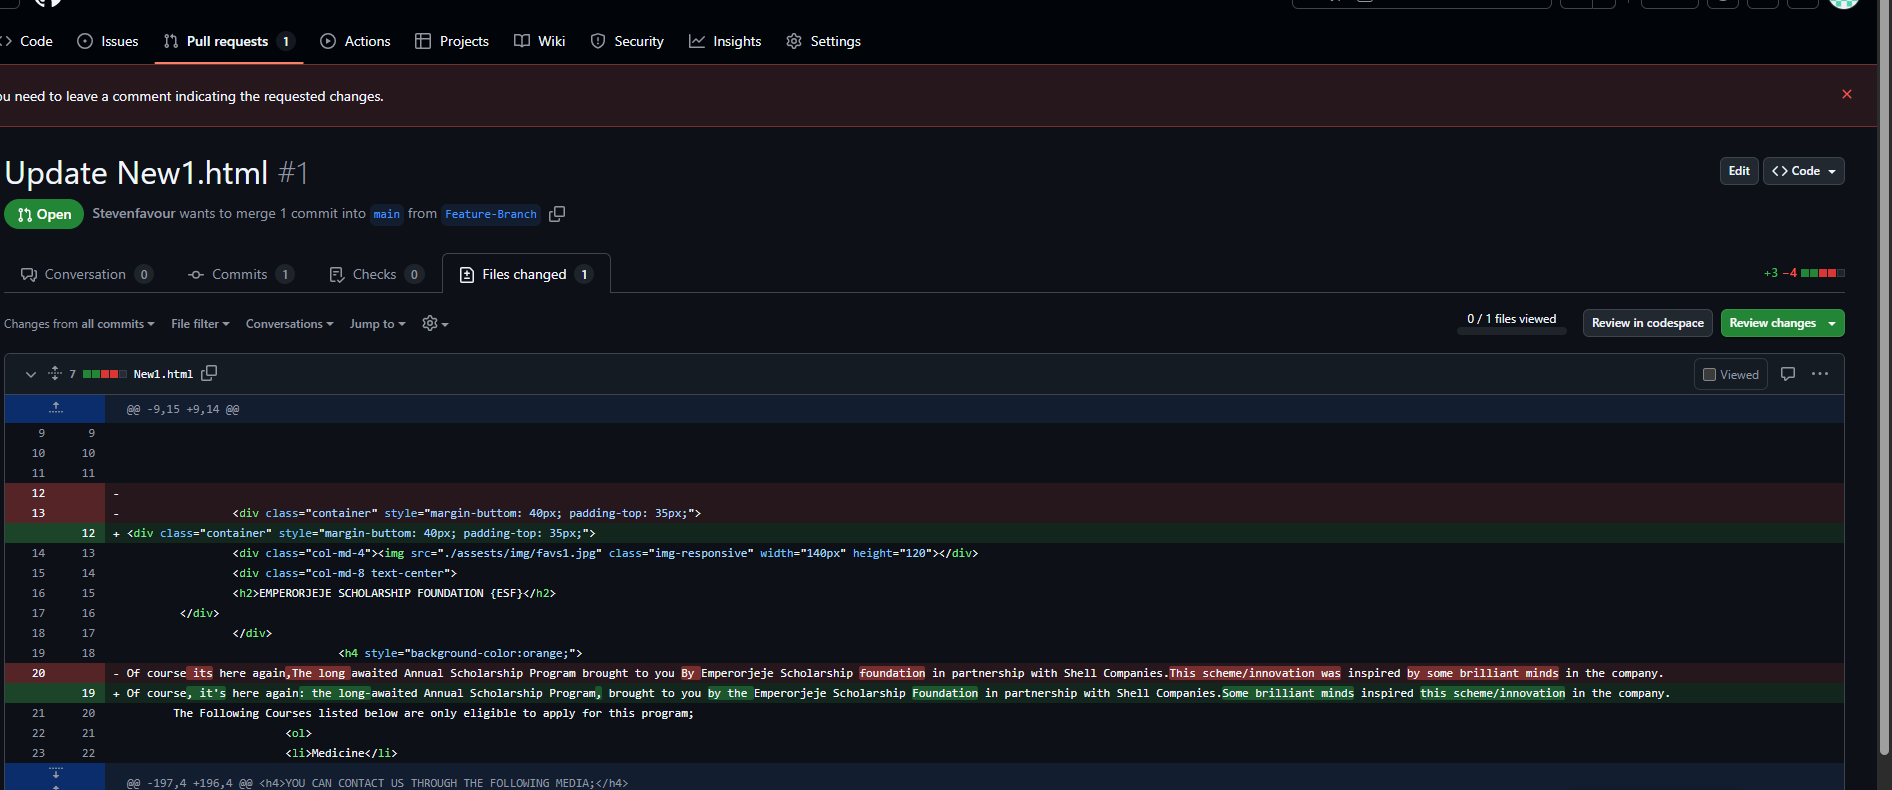 Code Issues Pull requests 1 Actions Projects Wiki Security Insights Settings
ou need to leave a comment indicating the requested changes.
Update New1.html #1
Edit
<> Code
Open
Stevenfavour wants to merge 1 commit into main from Feature-Branch
Conversation 0 Commits 1 Checks 0 Files changed 1
+3 −4
Changes from all commits File filter Conversations Jump to
0 / 1 files viewed
Review in codespace
Review changes
7 New1.html
Viewed
@@ -9,15 +9,14 @@
9 9
10 10
11 11
12 -
13 - <div class="container" style="margin-buttom: 40px; padding-top: 35px;">
12 + <div class="container" style="margin-buttom: 40px; padding-top: 35px;">
14 13 <div class="col-md-4"><img src="./assests/img/favs1.jpg" class="img-responsive" width="140px" height="120"></div>
15 14 <div class="col-md-8 text-center">
16 15 <h2>EMPERORJEJE SCHOLARSHIP FOUNDATION {ESF}</h2>
17 16 </div>
18 17 </div>
19 18 <h4 style="background-color:orange;">
20 - Of course its here again,The long awaited Annual Scholarship Program brought to you By Emperorjeje Scholarship foundation in partnership with Shell Companies.This scheme/innovation was inspired by some brilliant minds in the company.
19 + Of course, it's here again: the long-awaited Annual Scholarship Program, brought to you by the Emperorjeje Scholarship Foundation in partnership with Shell Companies.Some brilliant minds inspired this scheme/innovation in the company.
21 20 The Following Courses listed below are only eligible to apply for this program;
22 21 <ol>
23 22 <li>Medicine</li>
@@ -197,4 +196,4 @@ <h4>YOU CAN CONTACT US THROUGH THE FOLLOWING MEDIA;</h4>